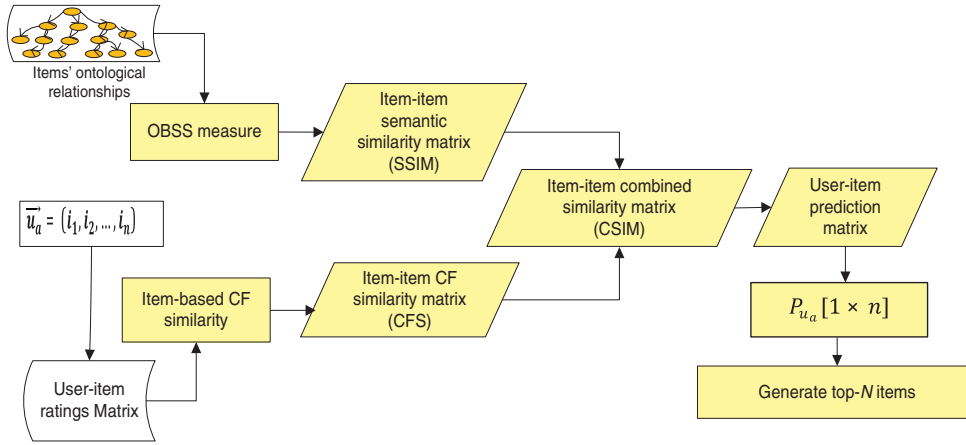 Items' ontological
relationships
OBSS measure
Item-item
semantic
similarity matrix
(SSIM)
Item-item combined
similarity matrix
(CSIM)
User-item
prediction
matrix
u⃗ₐ = (i₁, i₂, ..., iₙ)
Item-based CF
similarity
Item-item CF
similarity matrix
(CFS)
User-item
ratings Matrix
P_{u_a} [1 × n]
Generate top-N items